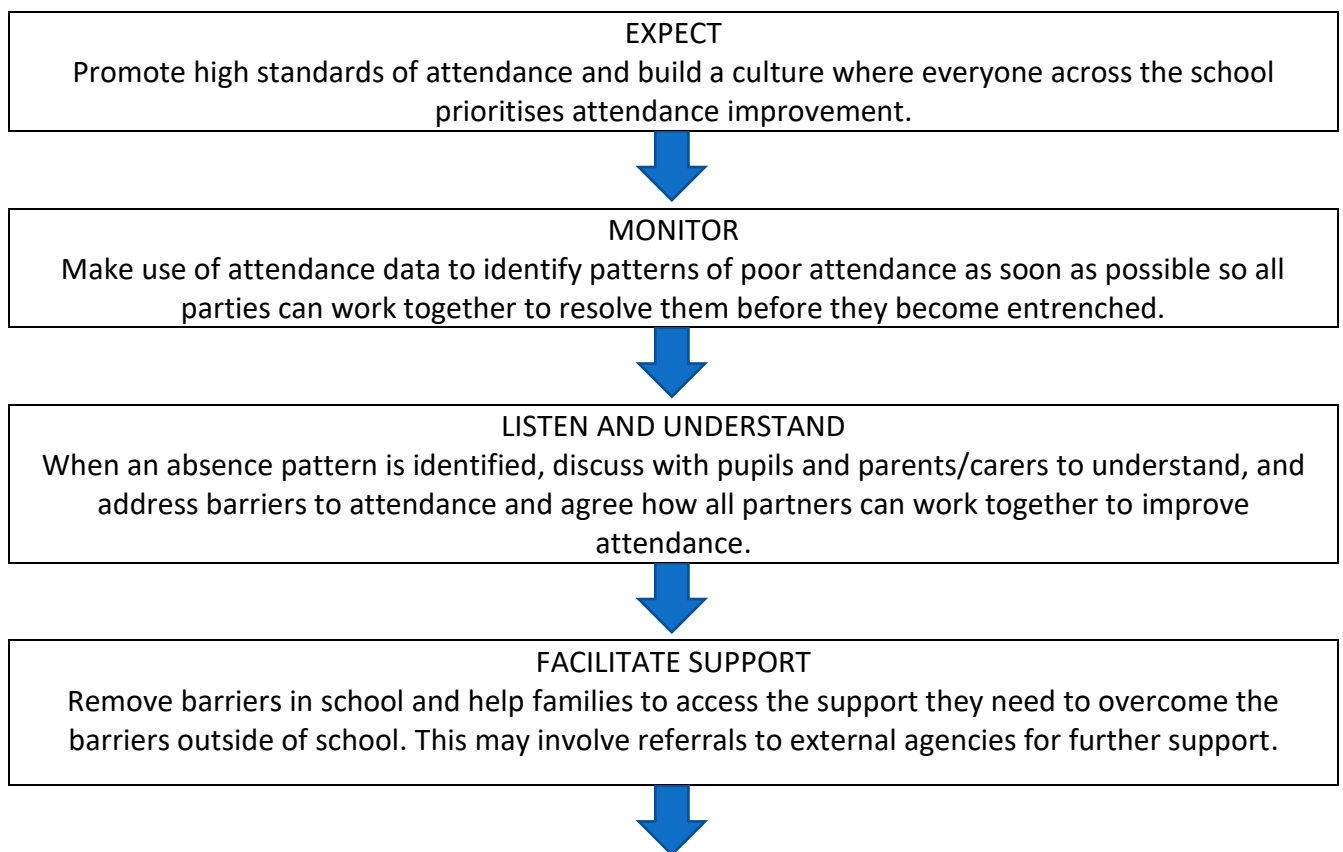 EXPECT
Promote high standards of attendance and build a culture where everyone across the school
prioritises attendance improvement.
MONITOR
Make use of attendance data to identify patterns of poor attendance as soon as possible so all
parties can work together to resolve them before they become entrenched.
LISTEN AND UNDERSTAND
When an absence pattern is identified, discuss with pupils and parents/carers to understand, and
address barriers to attendance and agree how all partners can work together to improve
attendance.
FACILITATE SUPPORT
Remove barriers in school and help families to access the support they need to overcome the
barriers outside of school. This may involve referrals to external agencies for further support.